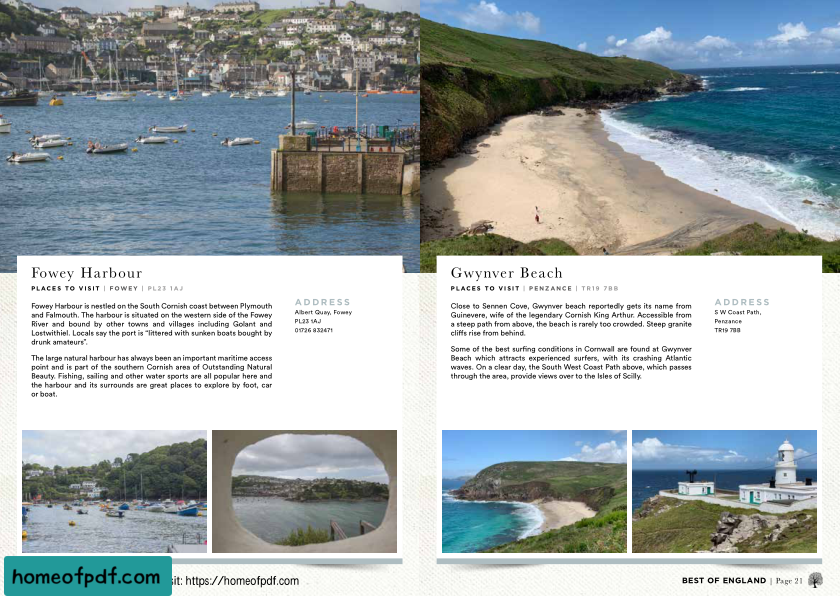 Fowey Harbour
PLACES TO VISIT | FOWEY | PL23 1AJ
Fowey Harbour is nestled on the South Cornish coast between Plymouth
and Falmouth. The harbour is situated on the western side of the Fowey
River and bound by other towns and villages including Golant and
Lostwithiel. Locals say the port is “littered with sunken boats bought by
drunk amateurs”.
The large natural harbour has always been an important maritime access
point and is part of the southern Cornish area of Outstanding Natural
Beauty. Fishing, sailing and other water sports are all popular here and
the harbour and its surrounds are great places to explore by foot, car
or boat.
ADDRESS
Albert Quay, Fowey
PL23 1AJ
01726 832471
Gwynver Beach
PLACES TO VISIT | PENZANCE | TR19 7BB
Close to Sennen Cove, Gwynver beach reportedly gets its name from
Guinevere, wife of the legendary Cornish King Arthur. Accessible from
a steep path from above, the beach is rarely too crowded. Steep granite
cliffs rise from behind.
Some of the best surfing conditions in Cornwall are found at Gwynver
Beach which attracts experienced surfers, with its crashing Atlantic
waves. On a clear day, the South West Coast Path above, which passes
through the area, provide views over to the Isles of Scilly.
ADDRESS
S W Coast Path,
Penzance
TR19 7BB
homeofpdf.com
sit: https://homeofpdf.com
BEST OF ENGLAND | Page 21